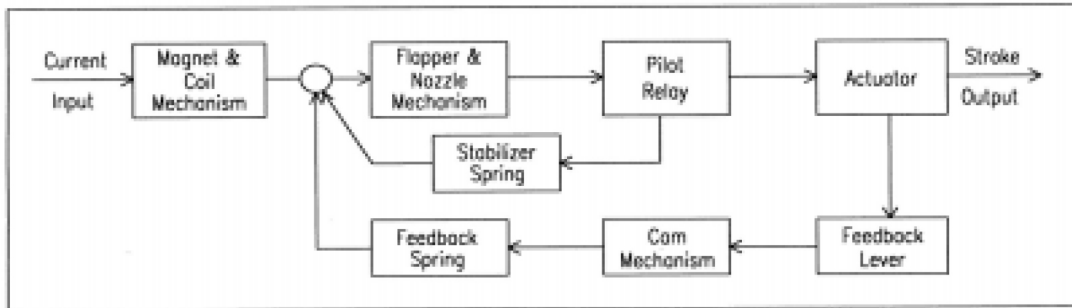 Current
Input
Magnet &
Coil
Mechanism
Flapper &
Nozzle
Mechanism
Pilot
Relay
Actuator
Stroke
Output
Stabilizer
Spring
Feedback
Spring
Cam
Mechanism
Feedback
Lever